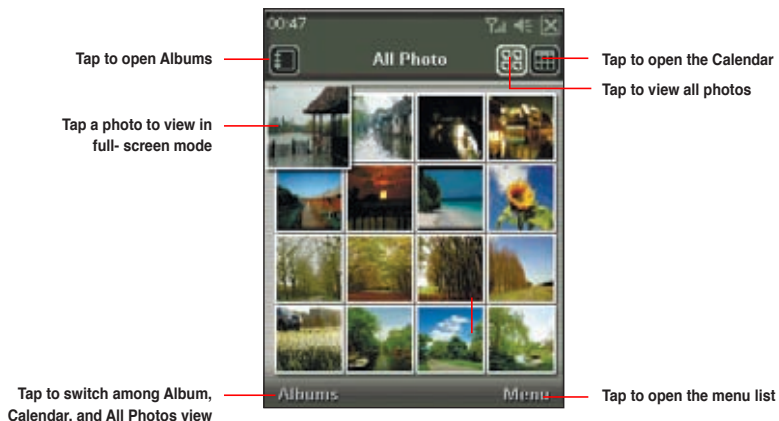 00:47
Tap to open Albums
All Photo
Tap to open the Calendar
Tap to view all photos
Tap a photo to view in
full- screen mode
Tap to switch among Album,
Calendar, and All Photos view
Albums
Menu
Tap to open the menu list